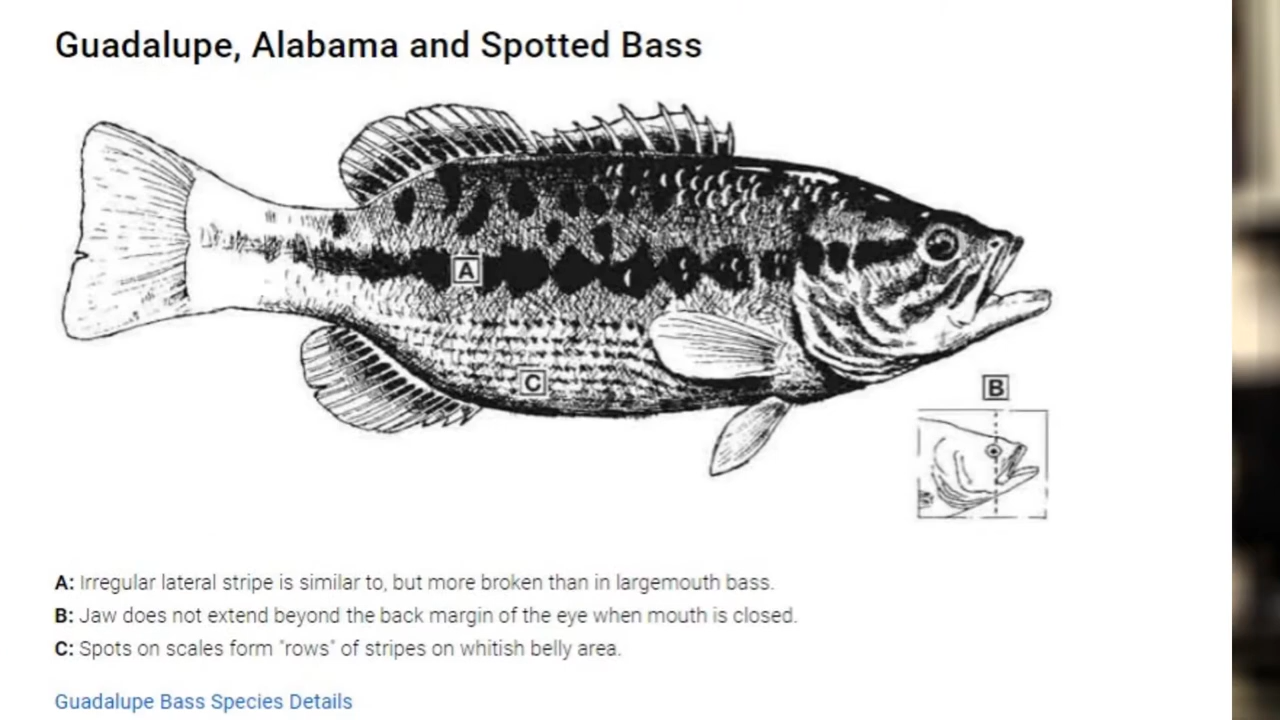 Guadalupe, Alabama and Spotted Bass
A
C
B
A: Irregular lateral stripe is similar to, but more broken than in largemouth bass.
B: Jaw does not extend beyond the back margin of the eye when mouth is closed.
C: Spots on scales form "rows" of stripes on whitish belly area.
Guadalupe Bass Species Details